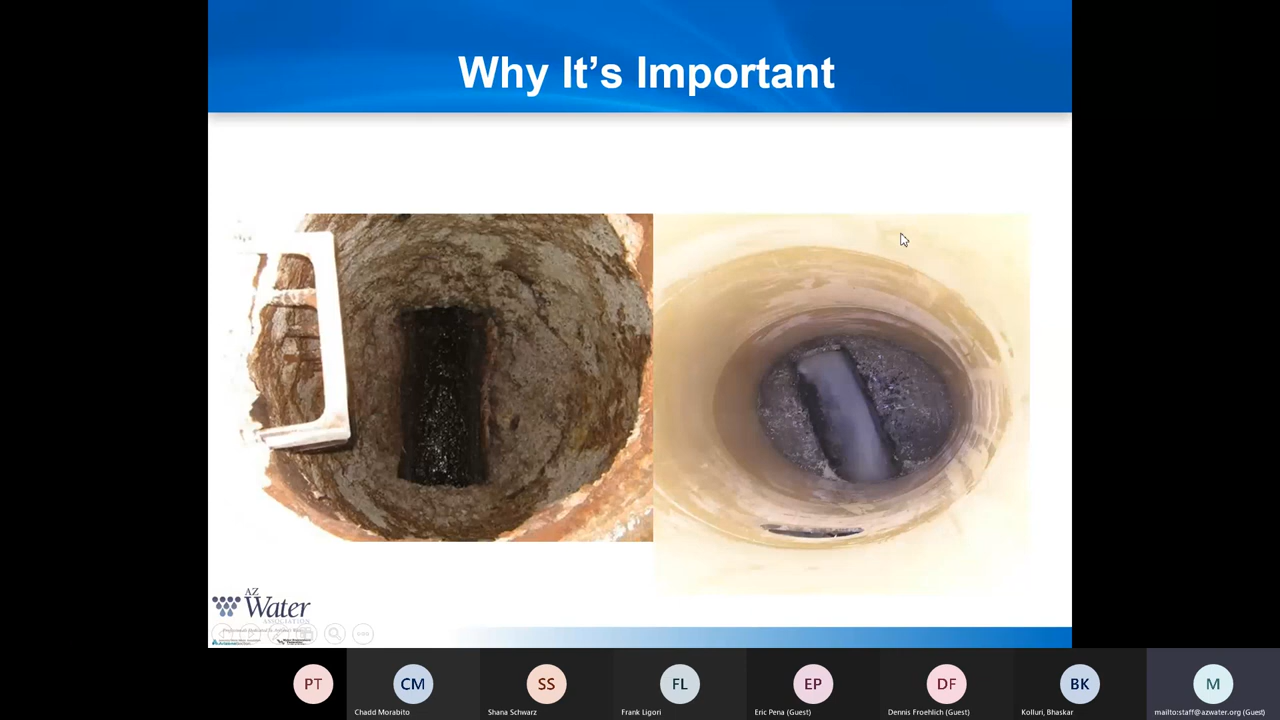 Why It's Important
AZ
Water
ASSOCIATION
PT
CM
SS
FL
EP
DF
BK
M
Chadd Morabito
Shana Schwarz
Frank Ligori
Eric Pena (Guest)
Dennis Froehlich (Guest)
Kolluri, Bhaskar
mailto:staff@azwater.org (Guest)